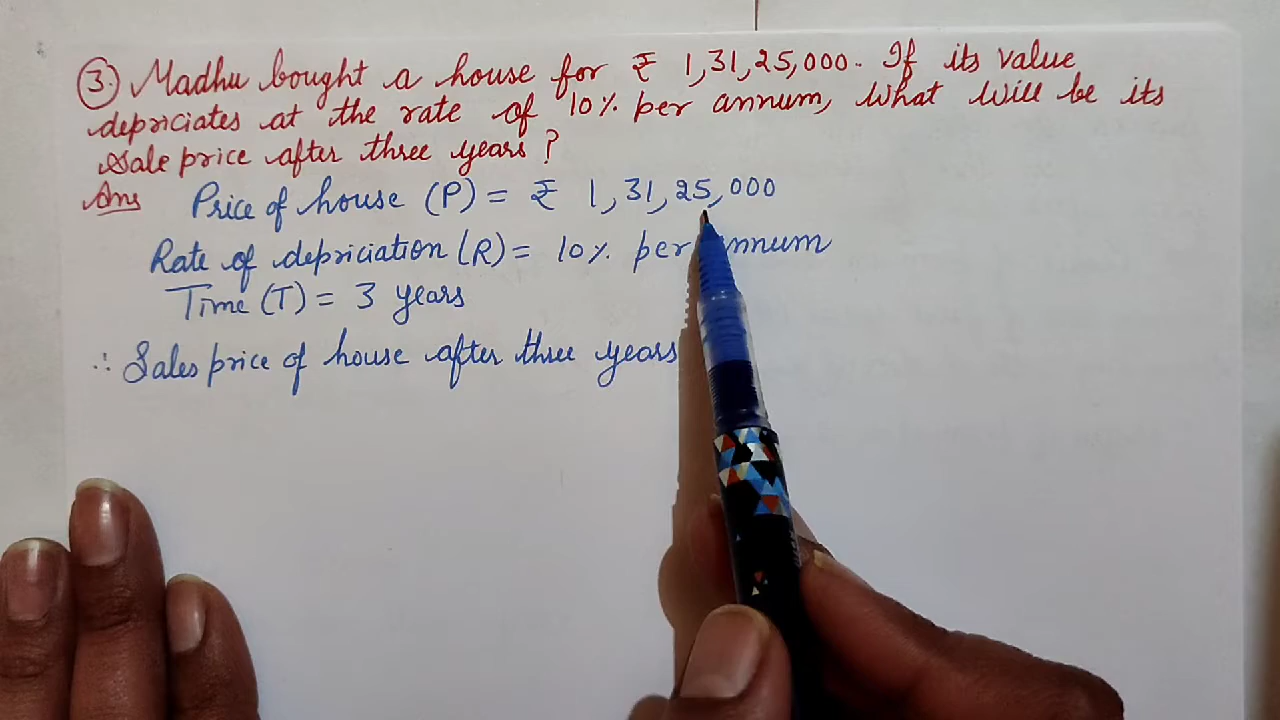 3. Madhu bought a house for ₹ 1,31,25,000. If its value
depriciates at the rate of 10% per annum, what will be its
Sale price after three years?
Ans Price of house (P) = ₹ 1,31,25,000
Rate of depriciation (R) = 10% per annum
Time (T) = 3 years
∴ Sales price of house after three years